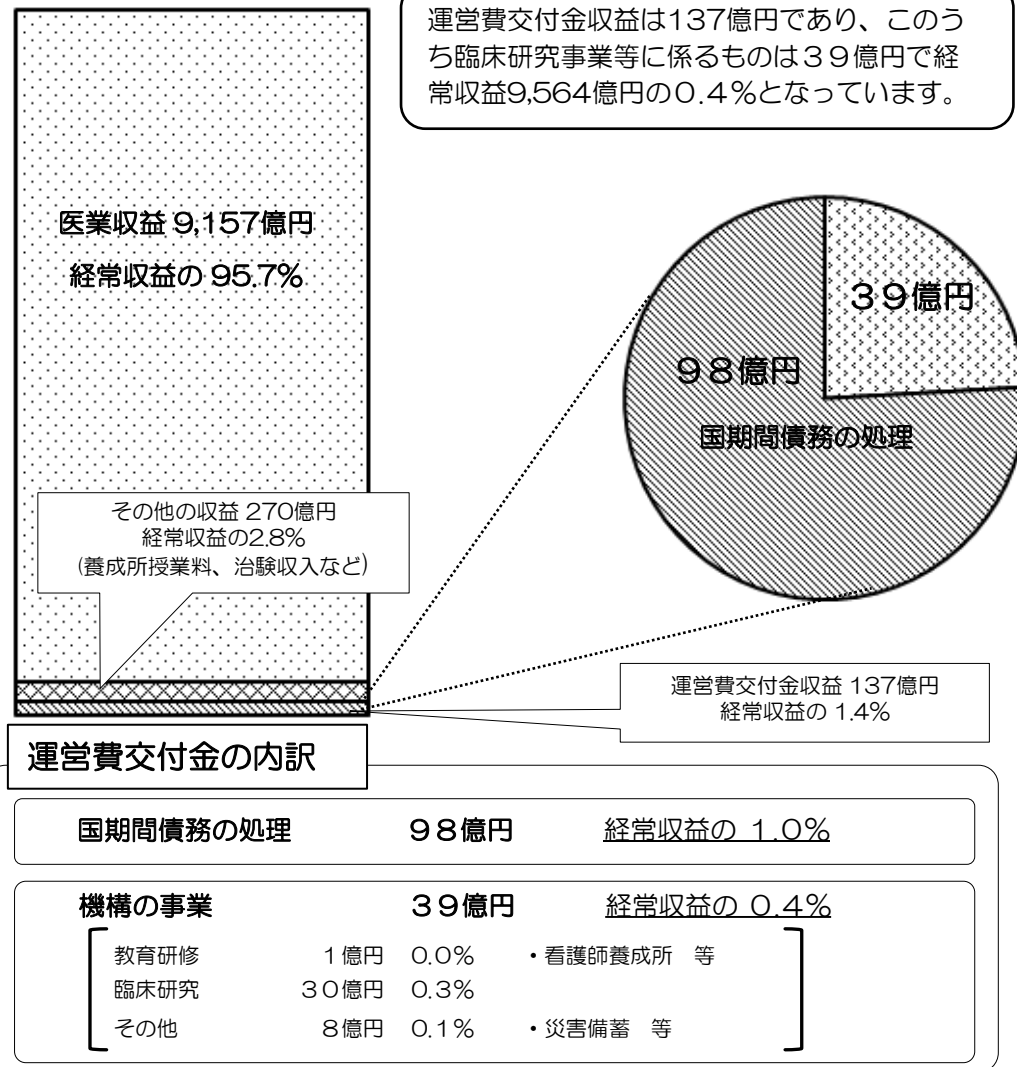 運営費交付金収益は137億円であり、このう
ち臨床研究事業等に係るものは39億円で経
常収益9,564億円の0.4%となっています。
医業収益 9,157億円
経常収益の 95.7%
39億円
98億円
国期間債務の処理
その他の収益 270億円
経常収益の2.8%
(養成所授業料、治験収入など)
運営費交付金収益 137億円
経常収益の 1.4%
運営費交付金の内訳
国期間債務の処理 98億円 経常収益の 1.0%
機構の事業 39億円 経常収益の 0.4%
教育研修 1億円 0.0% ・看護師養成所 等
臨床研究 30億円 0.3%
その他 8億円 0.1% ・災害備蓄 等